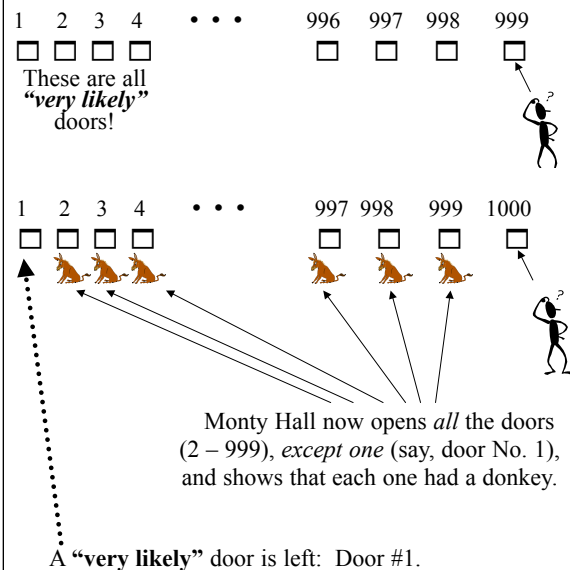 1 2 3 4 • • • 996 997 998 999
These are all
“very likely”
doors!
?
1 2 3 4 • • • 997 998 999 1000
?
Monty Hall now opens all the doors
(2 – 999), except one (say, door No. 1),
and shows that each one had a donkey.
A “very likely” door is left: Door #1.